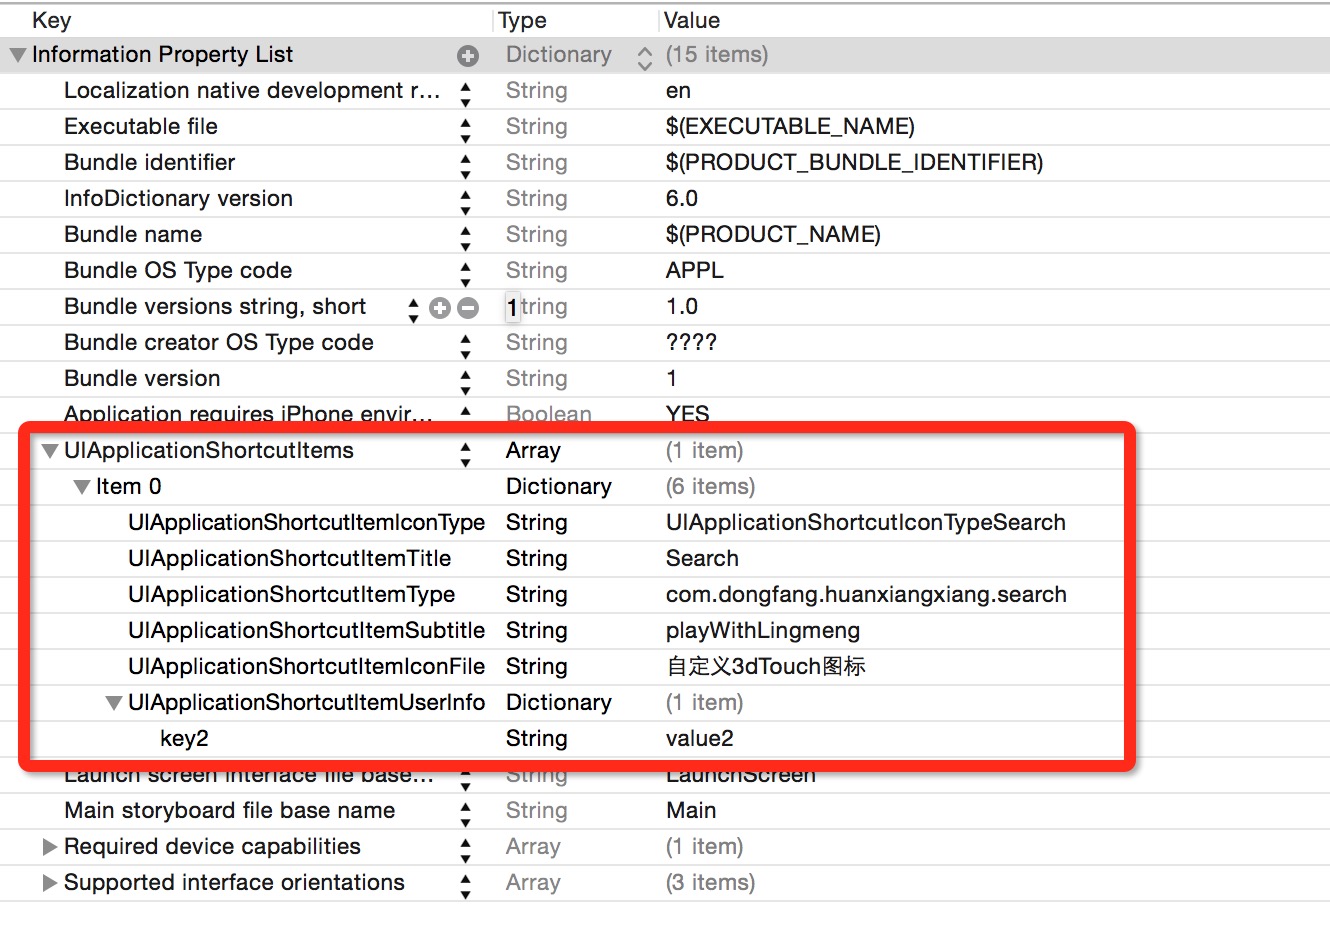 Key Type Value
Information Property List Dictionary (15 items)
Localization native development r... String en
Executable file String $(EXECUTABLE_NAME)
Bundle identifier String $(PRODUCT_BUNDLE_IDENTIFIER)
InfoDictionary version String 6.0
Bundle name String $(PRODUCT_NAME)
Bundle OS Type code String APPL
Bundle versions string, short 1tring 1.0
Bundle creator OS Type code String ????
Bundle version String 1
Application requires iPhone envir... Boolean YES
UIApplicationShortcutItems Array (1 item)
Item 0 Dictionary (6 items)
UIApplicationShortcutItemIconType String UIApplicationShortcutIconTypeSearch
UIApplicationShortcutItemTitle String Search
UIApplicationShortcutItemType String com.dongfang.huanxiangxiang.search
UIApplicationShortcutItemSubtitle String playWithLingmeng
UIApplicationShortcutItemIconFile String 自定义3dTouch图标
UIApplicationShortcutItemUserInfo Dictionary (1 item)
key2 String value2
Launch screen interface file base... String LaunchScreen
Main storyboard file base name String Main
Required device capabilities Array (1 item)
Supported interface orientations Array (3 items)